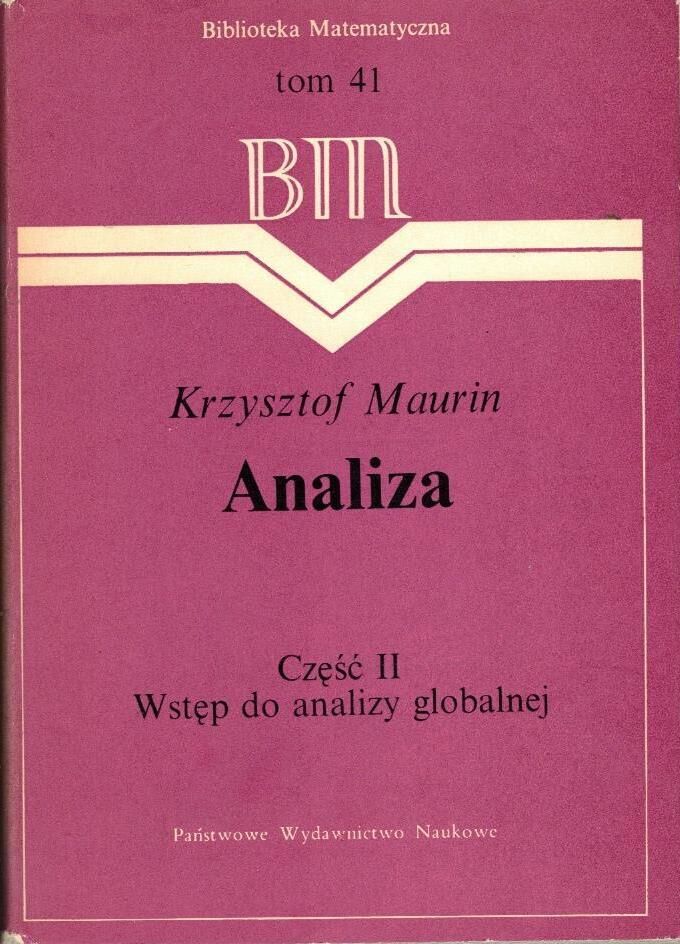 Biblioteka Matematyczna
tom 41
BM
Krzysztof Maurin
Analiza
Część II
Wstęp do analizy globalnej
Państwowe Wydawnictwo Naukowe